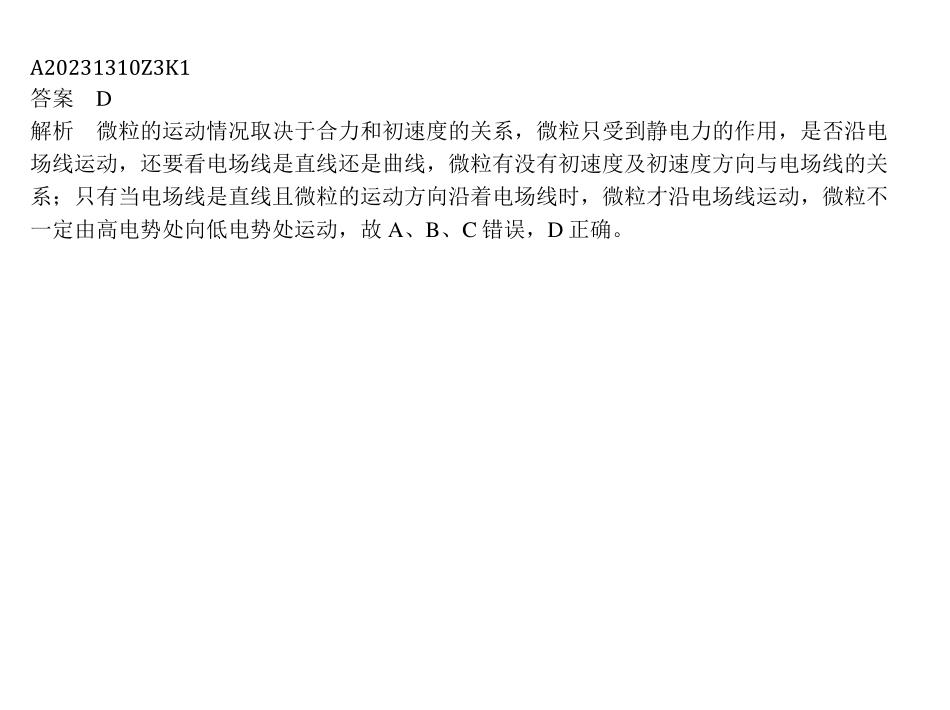 A20231310Z3K1
答案　D
解析　微粒的运动情况取决于合力和初速度的关系，微粒只受到静电力的作用，是否沿电
场线运动，还要看电场线是直线还是曲线，微粒有没有初速度及初速度方向与电场线的关
系；只有当电场线是直线且微粒的运动方向沿着电场线时，微粒才沿电场线运动，微粒不
一定由高电势处向低电势处运动，故 A、B、C 错误，D 正确。